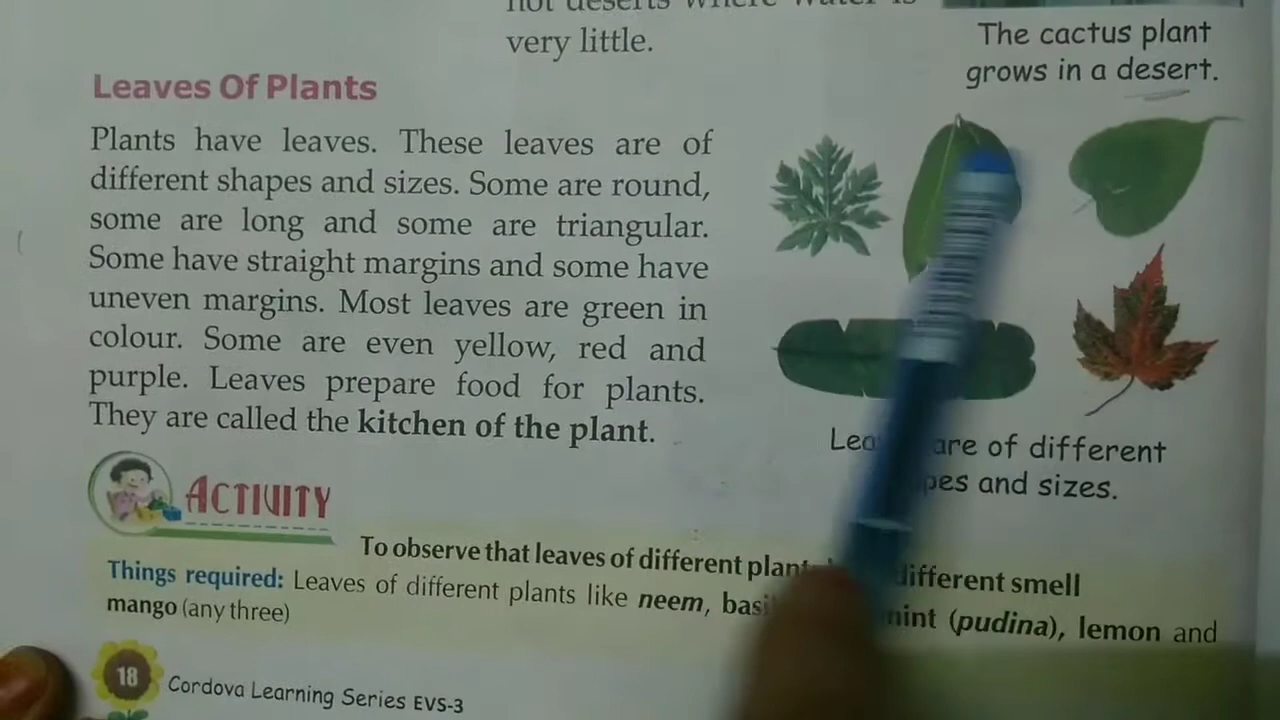 very little.
The cactus plant
grows in a desert.
Leaves Of Plants
Plants have leaves. These leaves are of
different shapes and sizes. Some are round,
some are long and some are triangular.
Some have straight margins and some have
uneven margins. Most leaves are green in
colour. Some are even yellow, red and
purple. Leaves prepare food for plants.
They are called the kitchen of the plant.
are of different
and sizes.
ACTIVITY
To observe that leaves of different different smell
Things required: Leaves of different plants like neem, (pudina), lemon and
mango (any three)
18
Cordova Learning Series EVS-3